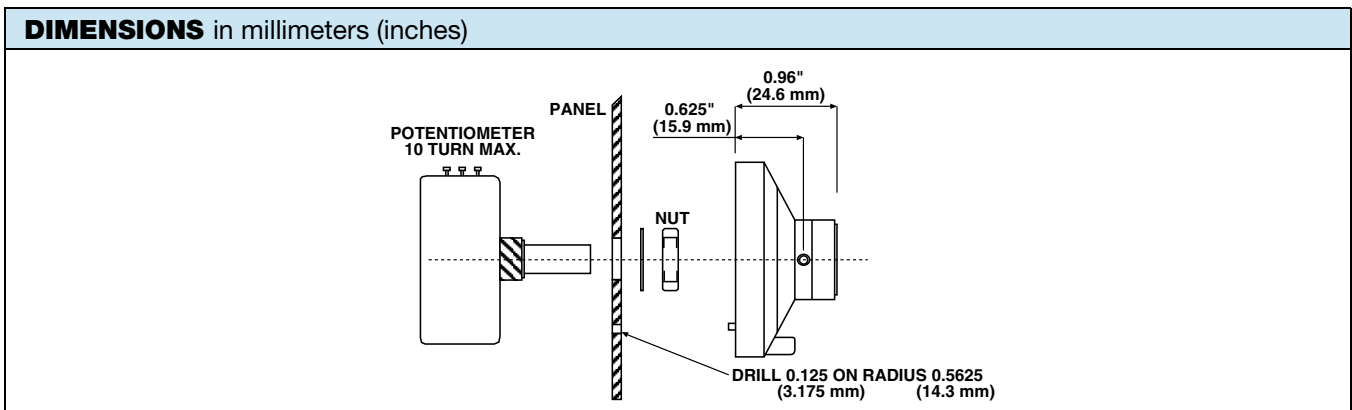 DIMENSIONS in millimeters (inches)
0.96"
(24.6 mm)
PANEL
0.625"
(15.9 mm)
POTENTIOMETER
10 TURN MAX.
NUT
DRILL 0.125 ON RADIUS 0.5625
(3.175 mm) (14.3 mm)